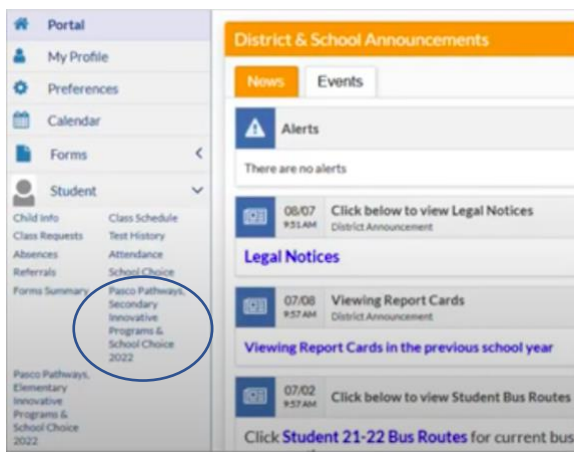 Portal
My Profile
Preferences
Calendar
Forms
Student
Child Info
Class Schedule
Class Requests
Test History
Absences
Attendance
Referrals
School Choice
Forms Summary
Pasco Pathways,
Secondary
Innovative
Programs &
School Choice
2022
Pasco Pathways,
Elementary
Innovative
Programs &
School Choice
2022
District & School Announcements
News
Events
Alerts
There are no alerts
08/07
9:51 AM
Click below to view Legal Notices
District Announcement
Legal Notices
07/08
9:57 AM
Viewing Report Cards
District Announcement
Viewing Report Cards in the previous school year
07/02
9:57 AM
Click below to view Student Bus Routes
Click Student 21-22 Bus Routes for current bus